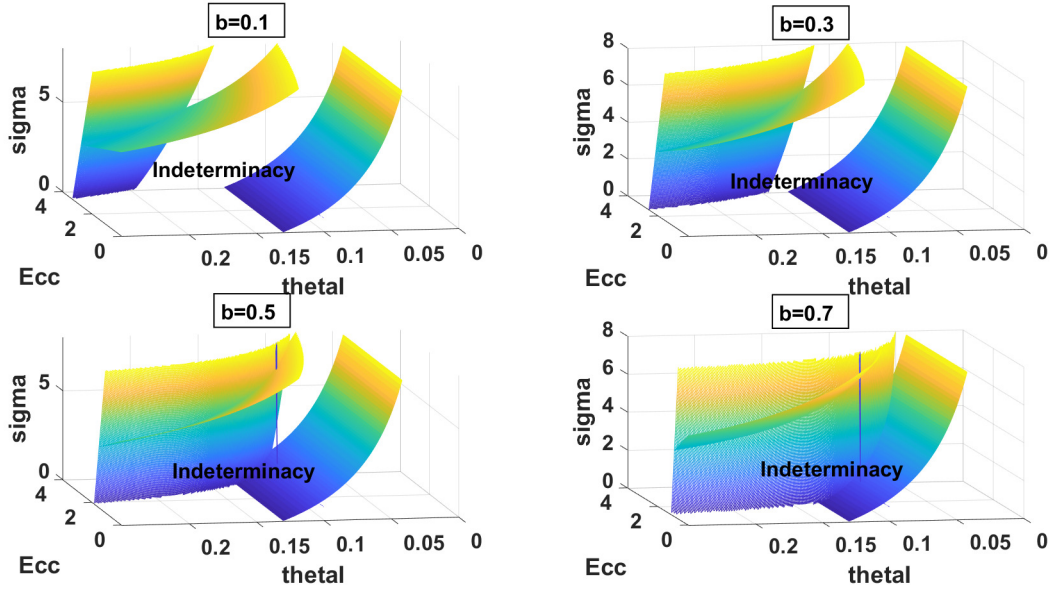 b=0.1
sigma
5
0
4
2
0
Ecc
Indeterminacy
0.2
0.15
0.1
0.05
0
thetal
b=0.3
sigma
8
6
4
2
0
4
2
0
Ecc
Indeterminacy
0.2
0.15
0.1
0.05
0
thetal
b=0.5
sigma
5
0
4
2
0
Ecc
Indeterminacy
0.2
0.15
0.1
0.05
0
thetal
b=0.7
sigma
8
6
4
2
0
4
2
0
Ecc
Indeterminacy
0.2
0.15
0.1
0.05
0
thetal